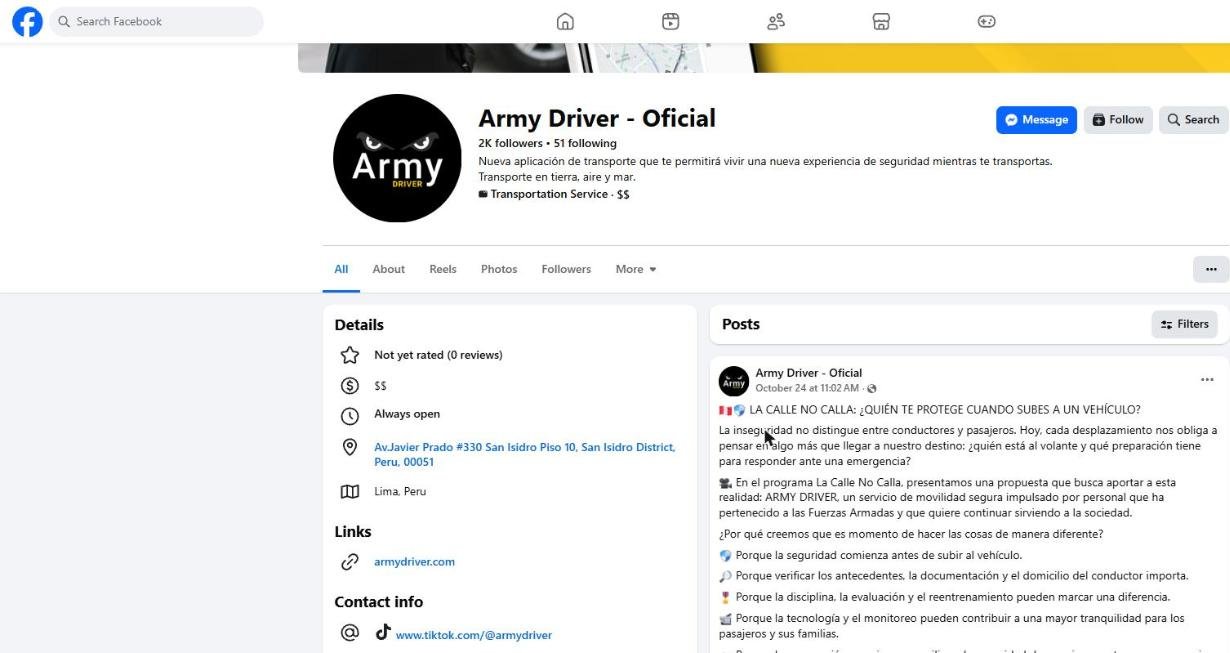 Search Facebook
Army Driver - Oficial
2K followers • 51 following
Nueva aplicación de transporte que te permitirá vivir una nueva experiencia de seguridad mientras te transportas.
Transporte en tierra, aire y mar.
Transportation Service · $$
Message
Follow
Search
Army
DRIVER
All
About
Reels
Photos
Followers
More
Details
Not yet rated (0 reviews)
$$
Always open
Av.Javier Prado #330 San Isidro Piso 10, San Isidro District,
Peru, 00051
Lima, Peru
Links
armydriver.com
Contact info
www.tiktok.com/@armydriver
Posts
Filters
Army Driver - Oficial
October 24 at 11:02 AM ·
Army
🇵🇪🛡️ LA CALLE NO CALLA: ¿QUIÉN TE PROTEGE CUANDO SUBES A UN VEHÍCULO?
La inseguridad no distingue entre conductores y pasajeros. Hoy, cada desplazamiento nos obliga a
pensar en algo más que llegar a nuestro destino: ¿quién está al volante y qué preparación tiene
para responder ante una emergencia?
🎥 En el programa La Calle No Calla, presentamos una propuesta que busca aportar a esta
realidad: ARMY DRIVER, un servicio de movilidad segura impulsado por personal que ha
pertenecido a las Fuerzas Armadas y que quiere continuar sirviendo a la sociedad.
¿Por qué creemos que es momento de hacer las cosas de manera diferente?
🛡️ Porque la seguridad comienza antes de subir al vehículo.
🔎 Porque verificar los antecedentes, la documentación y el domicilio del conductor importa.
🎖️ Porque la disciplina, la evaluación y el reentrenamiento pueden marcar una diferencia.
📹 Porque la tecnología y el monitoreo pueden contribuir a una mayor tranquilidad para los
pasajeros y sus familias.